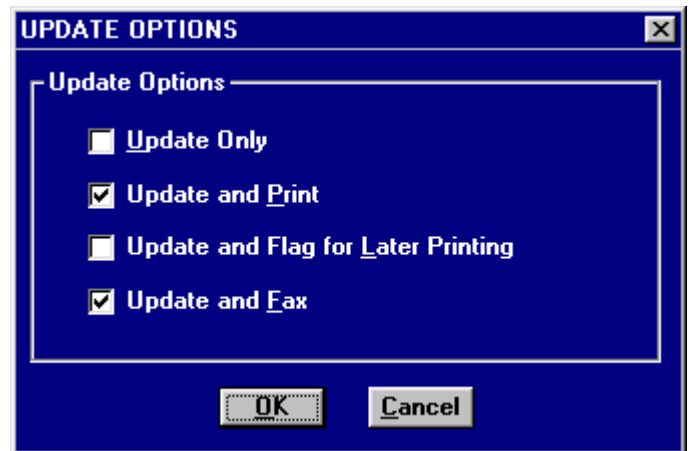 UPDATE OPTIONS
Update Options
Update Only
Update and Print
Update and Flag for Later Printing
Update and Fax
OK Cancel